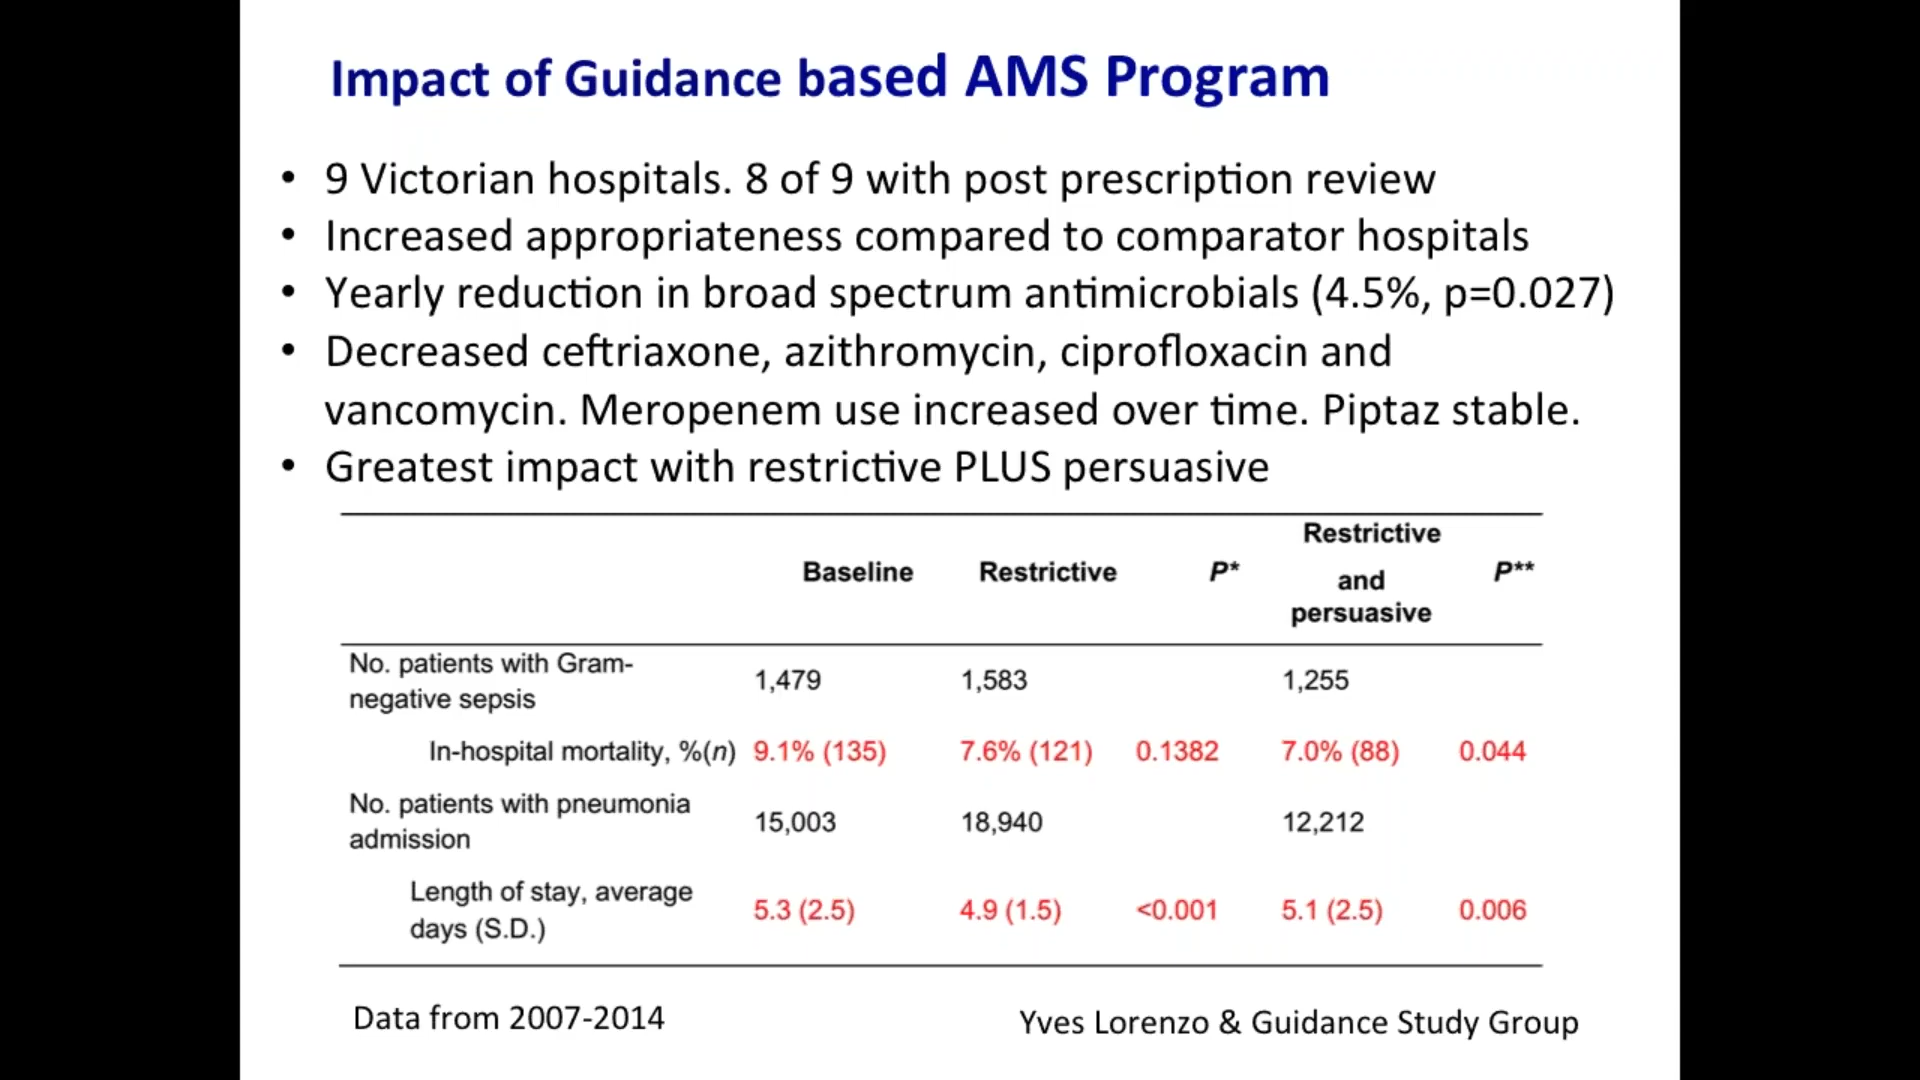 Impact of Guidance based AMS Program
• 9 Victorian hospitals. 8 of 9 with post prescription review
• Increased appropriateness compared to comparator hospitals
• Yearly reduction in broad spectrum antimicrobials (4.5%, p=0.027)
• Decreased ceftriaxone, azithromycin, ciprofloxacin and
vancomycin. Meropenem use increased over time. Piptaz stable.
• Greatest impact with restrictive PLUS persuasive
Restrictive
Baseline Restrictive P* and P**
persuasive
No. patients with Gram-
negative sepsis 1,479 1,583 1,255
In-hospital mortality, %(n) 9.1% (135) 7.6% (121) 0.1382 7.0% (88) 0.044
No. patients with pneumonia
admission 15,003 18,940 12,212
Length of stay, average
days (S.D.) 5.3 (2.5) 4.9 (1.5) <0.001 5.1 (2.5) 0.006
Data from 2007-2014
Yves Lorenzo & Guidance Study Group